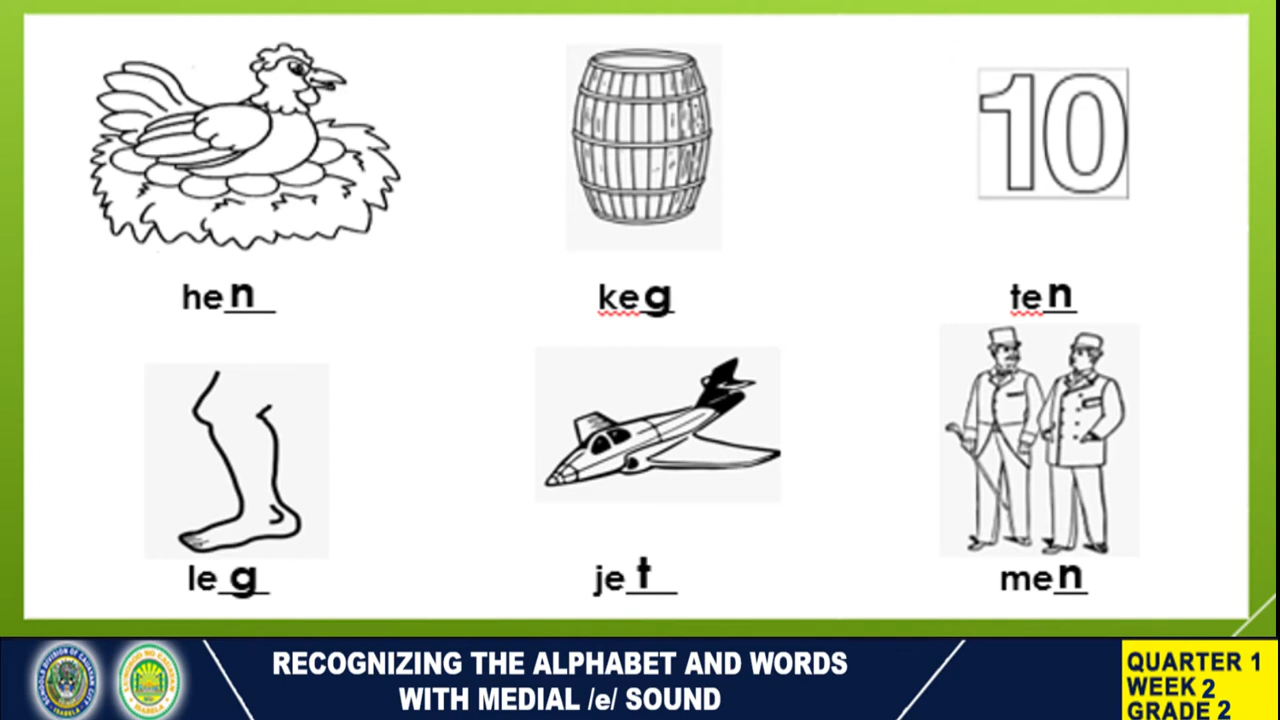 10
hen keg ten
leg jet men
RECOGNIZING THE ALPHABET AND WORDS
WITH MEDIAL /e/ SOUND
QUARTER 1
WEEK 2
GRADE 2